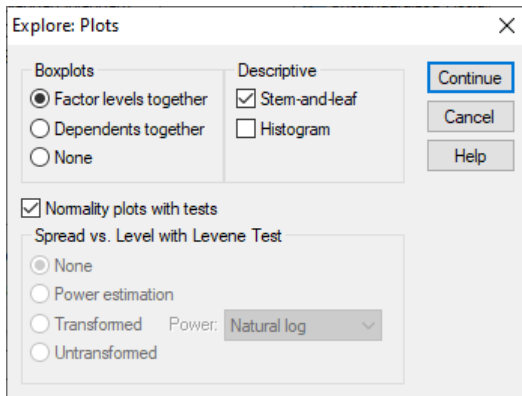 Explore: Plots
Boxplots
Factor levels together
Dependents together
None
Descriptive
Stem-and-leaf
Histogram
Continue
Cancel
Help
Normality plots with tests
Spread vs. Level with Levene Test
None
Power estimation
Transformed Power: Natural log
Untransformed